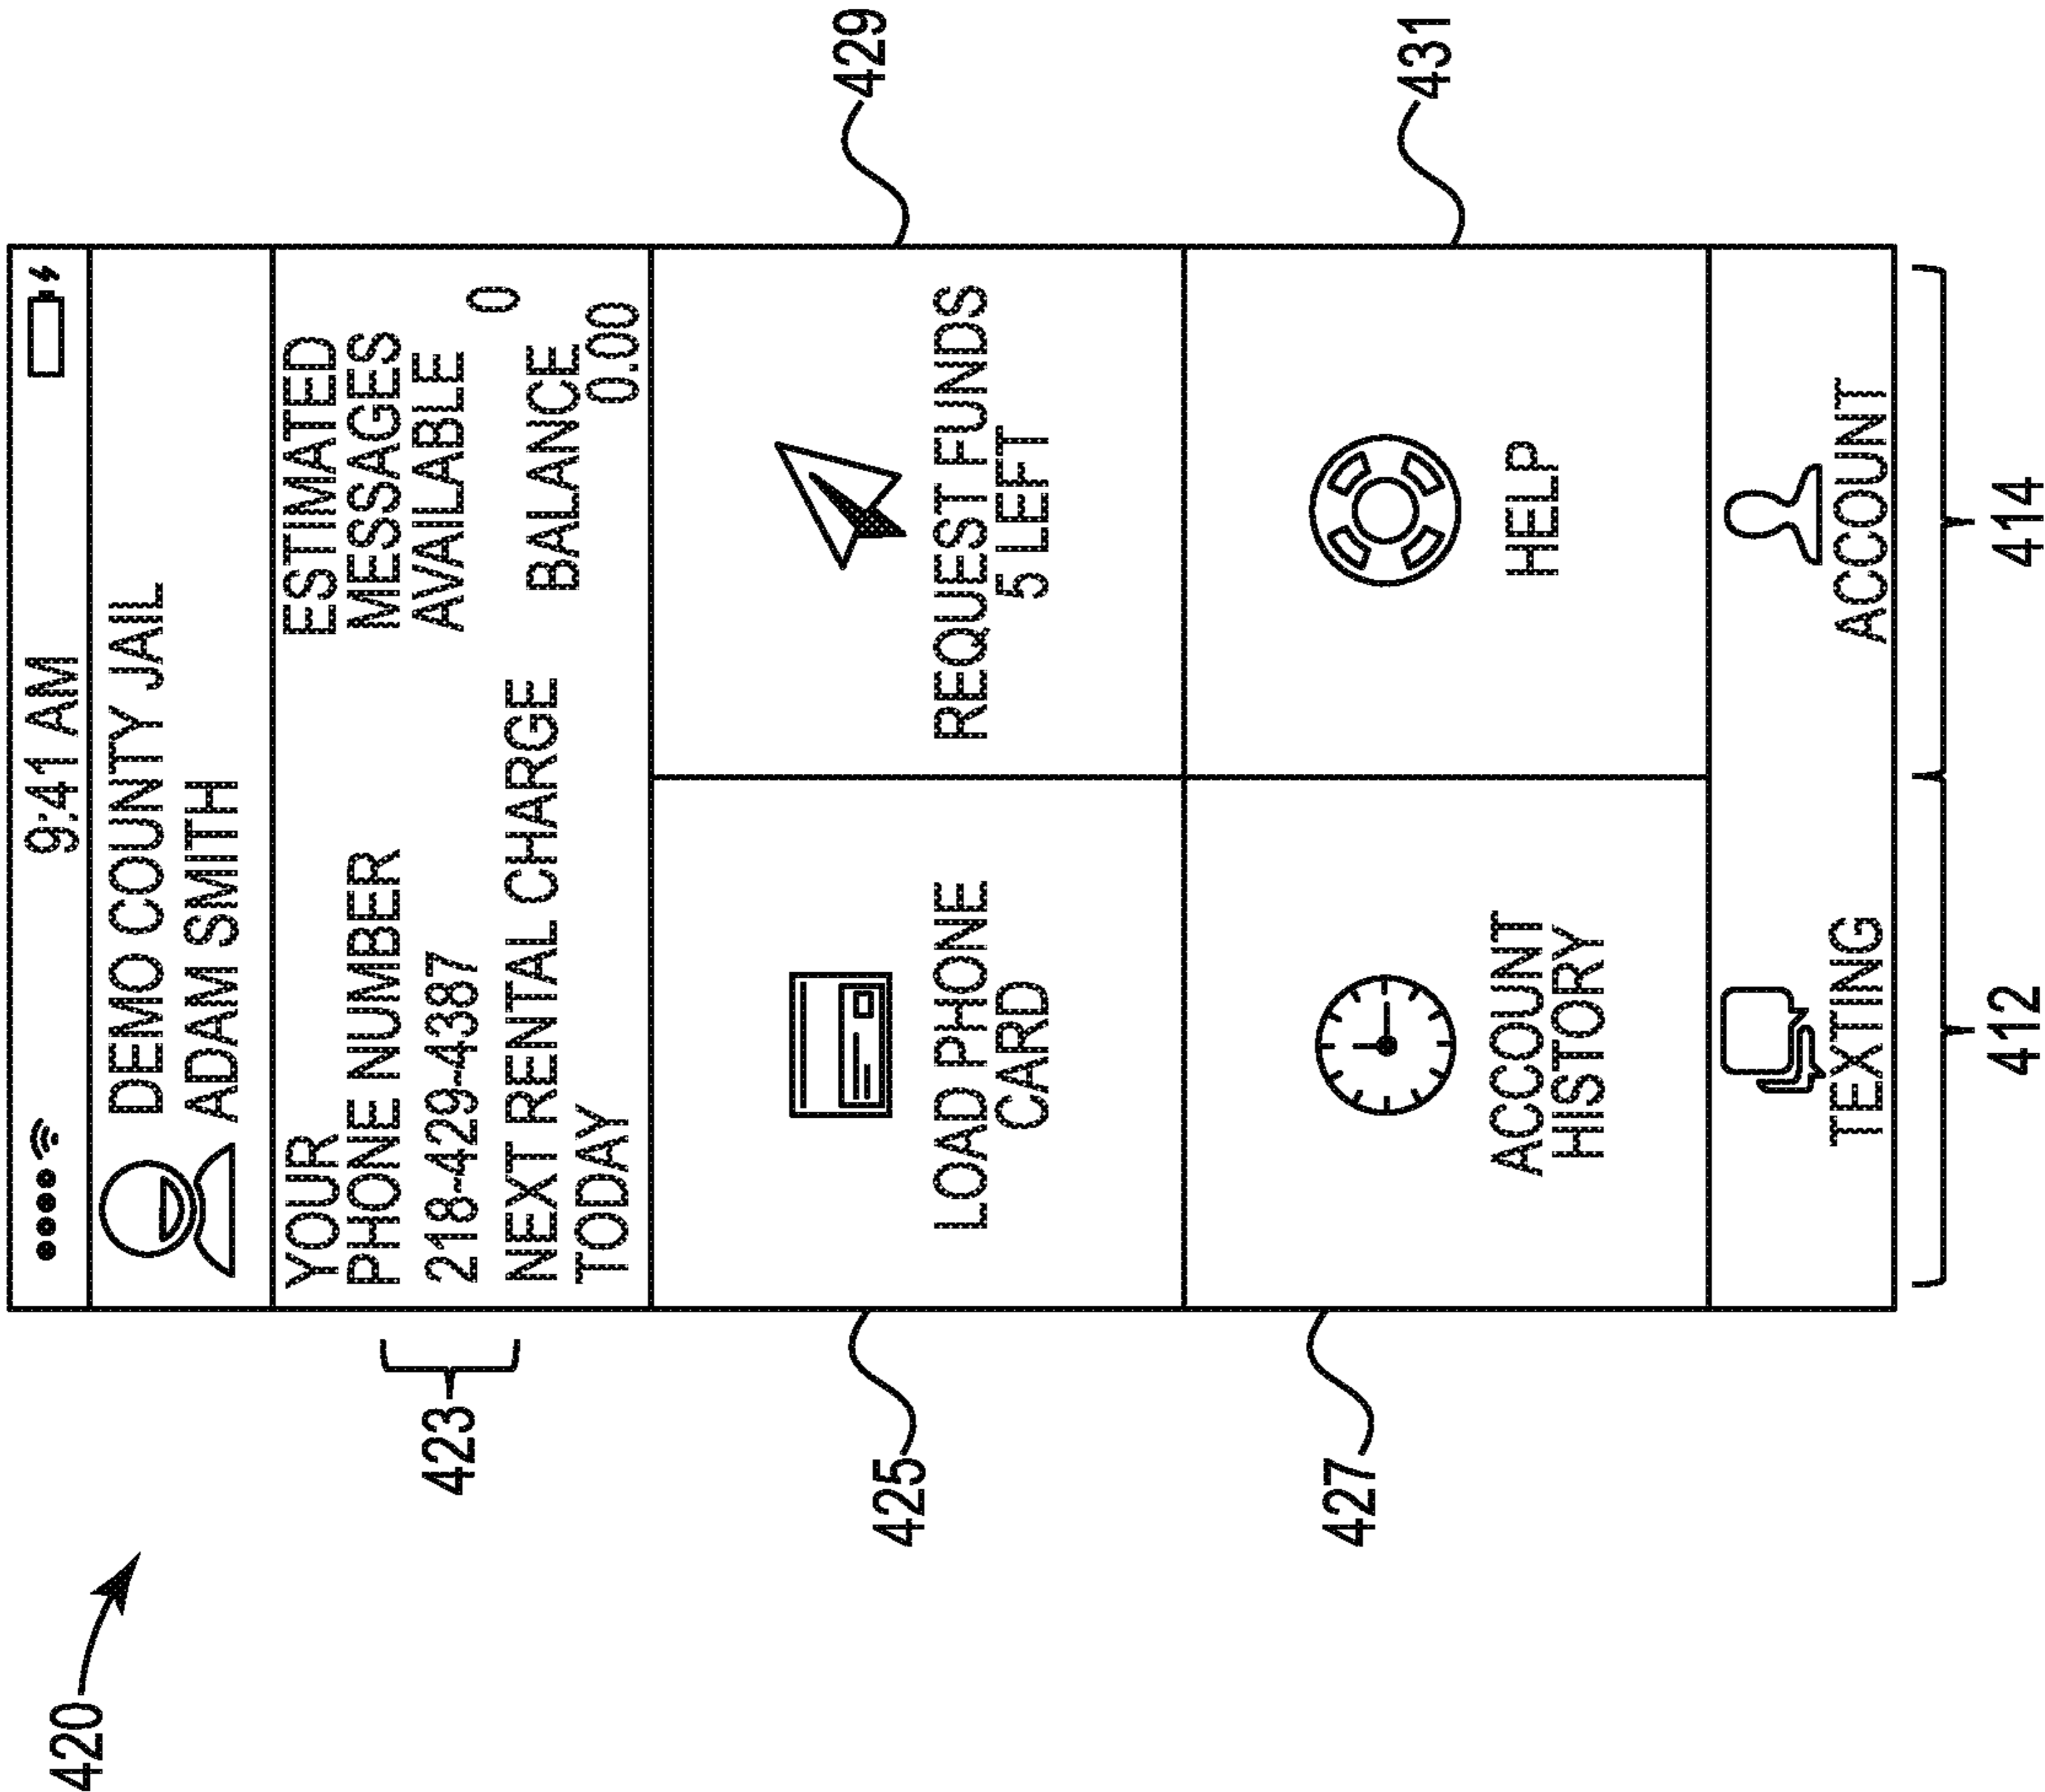 420
9:41 AM
DEMO COUNTY JAIL
ADAM SMITH
YOUR
PHONE NUMBER
218-429-4387
NEXT RENTAL CHARGE
TODAY
ESTIMATED
MESSAGES
AVAILABLE
0
BALANCE
0.00
423
LOAD PHONE
CARD
425
REQUEST FUNDS
5 LEFT
429
ACCOUNT
HISTORY
427
HELP
431
TEXTING
ACCOUNT
412
414